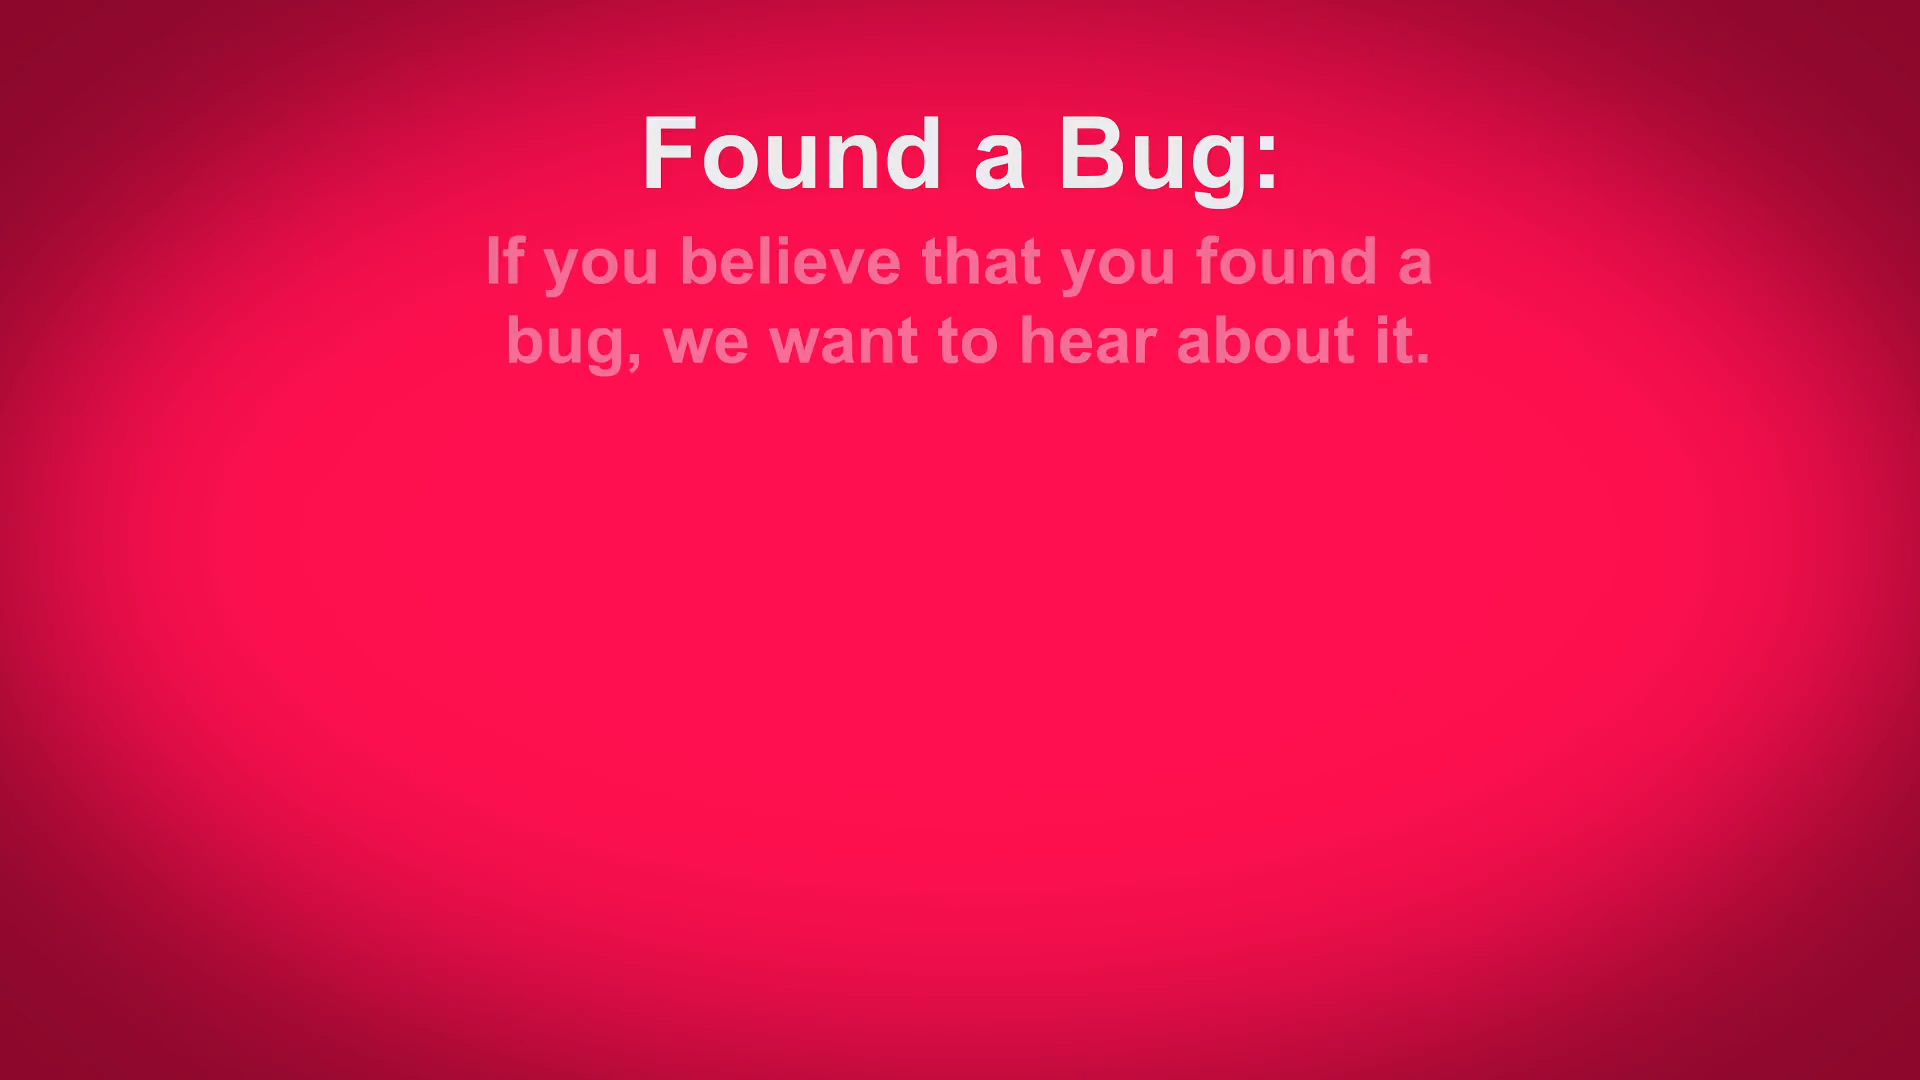 Found a Bug:
If you believe that you found a
bug, we want to hear about it.